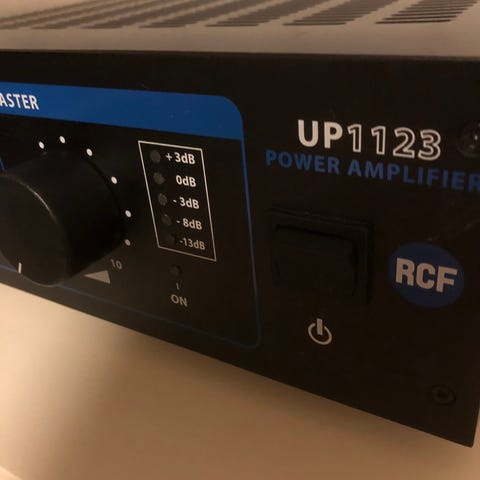 ASTER
+3dB
0dB
-3dB
-8dB
-13dB
10
ON
UP1123
POWER AMPLIFIER
RCF